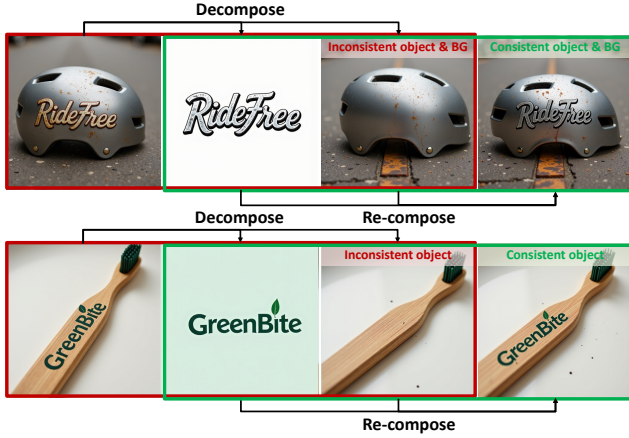 Decompose
Inconsistent object & BG
Consistent object & BG
RideFree
RideFree
RideFree
Decompose
Re-compose
Inconsistent object
Consistent object
GreenBite
GreenBite
GreenBite
Re-compose